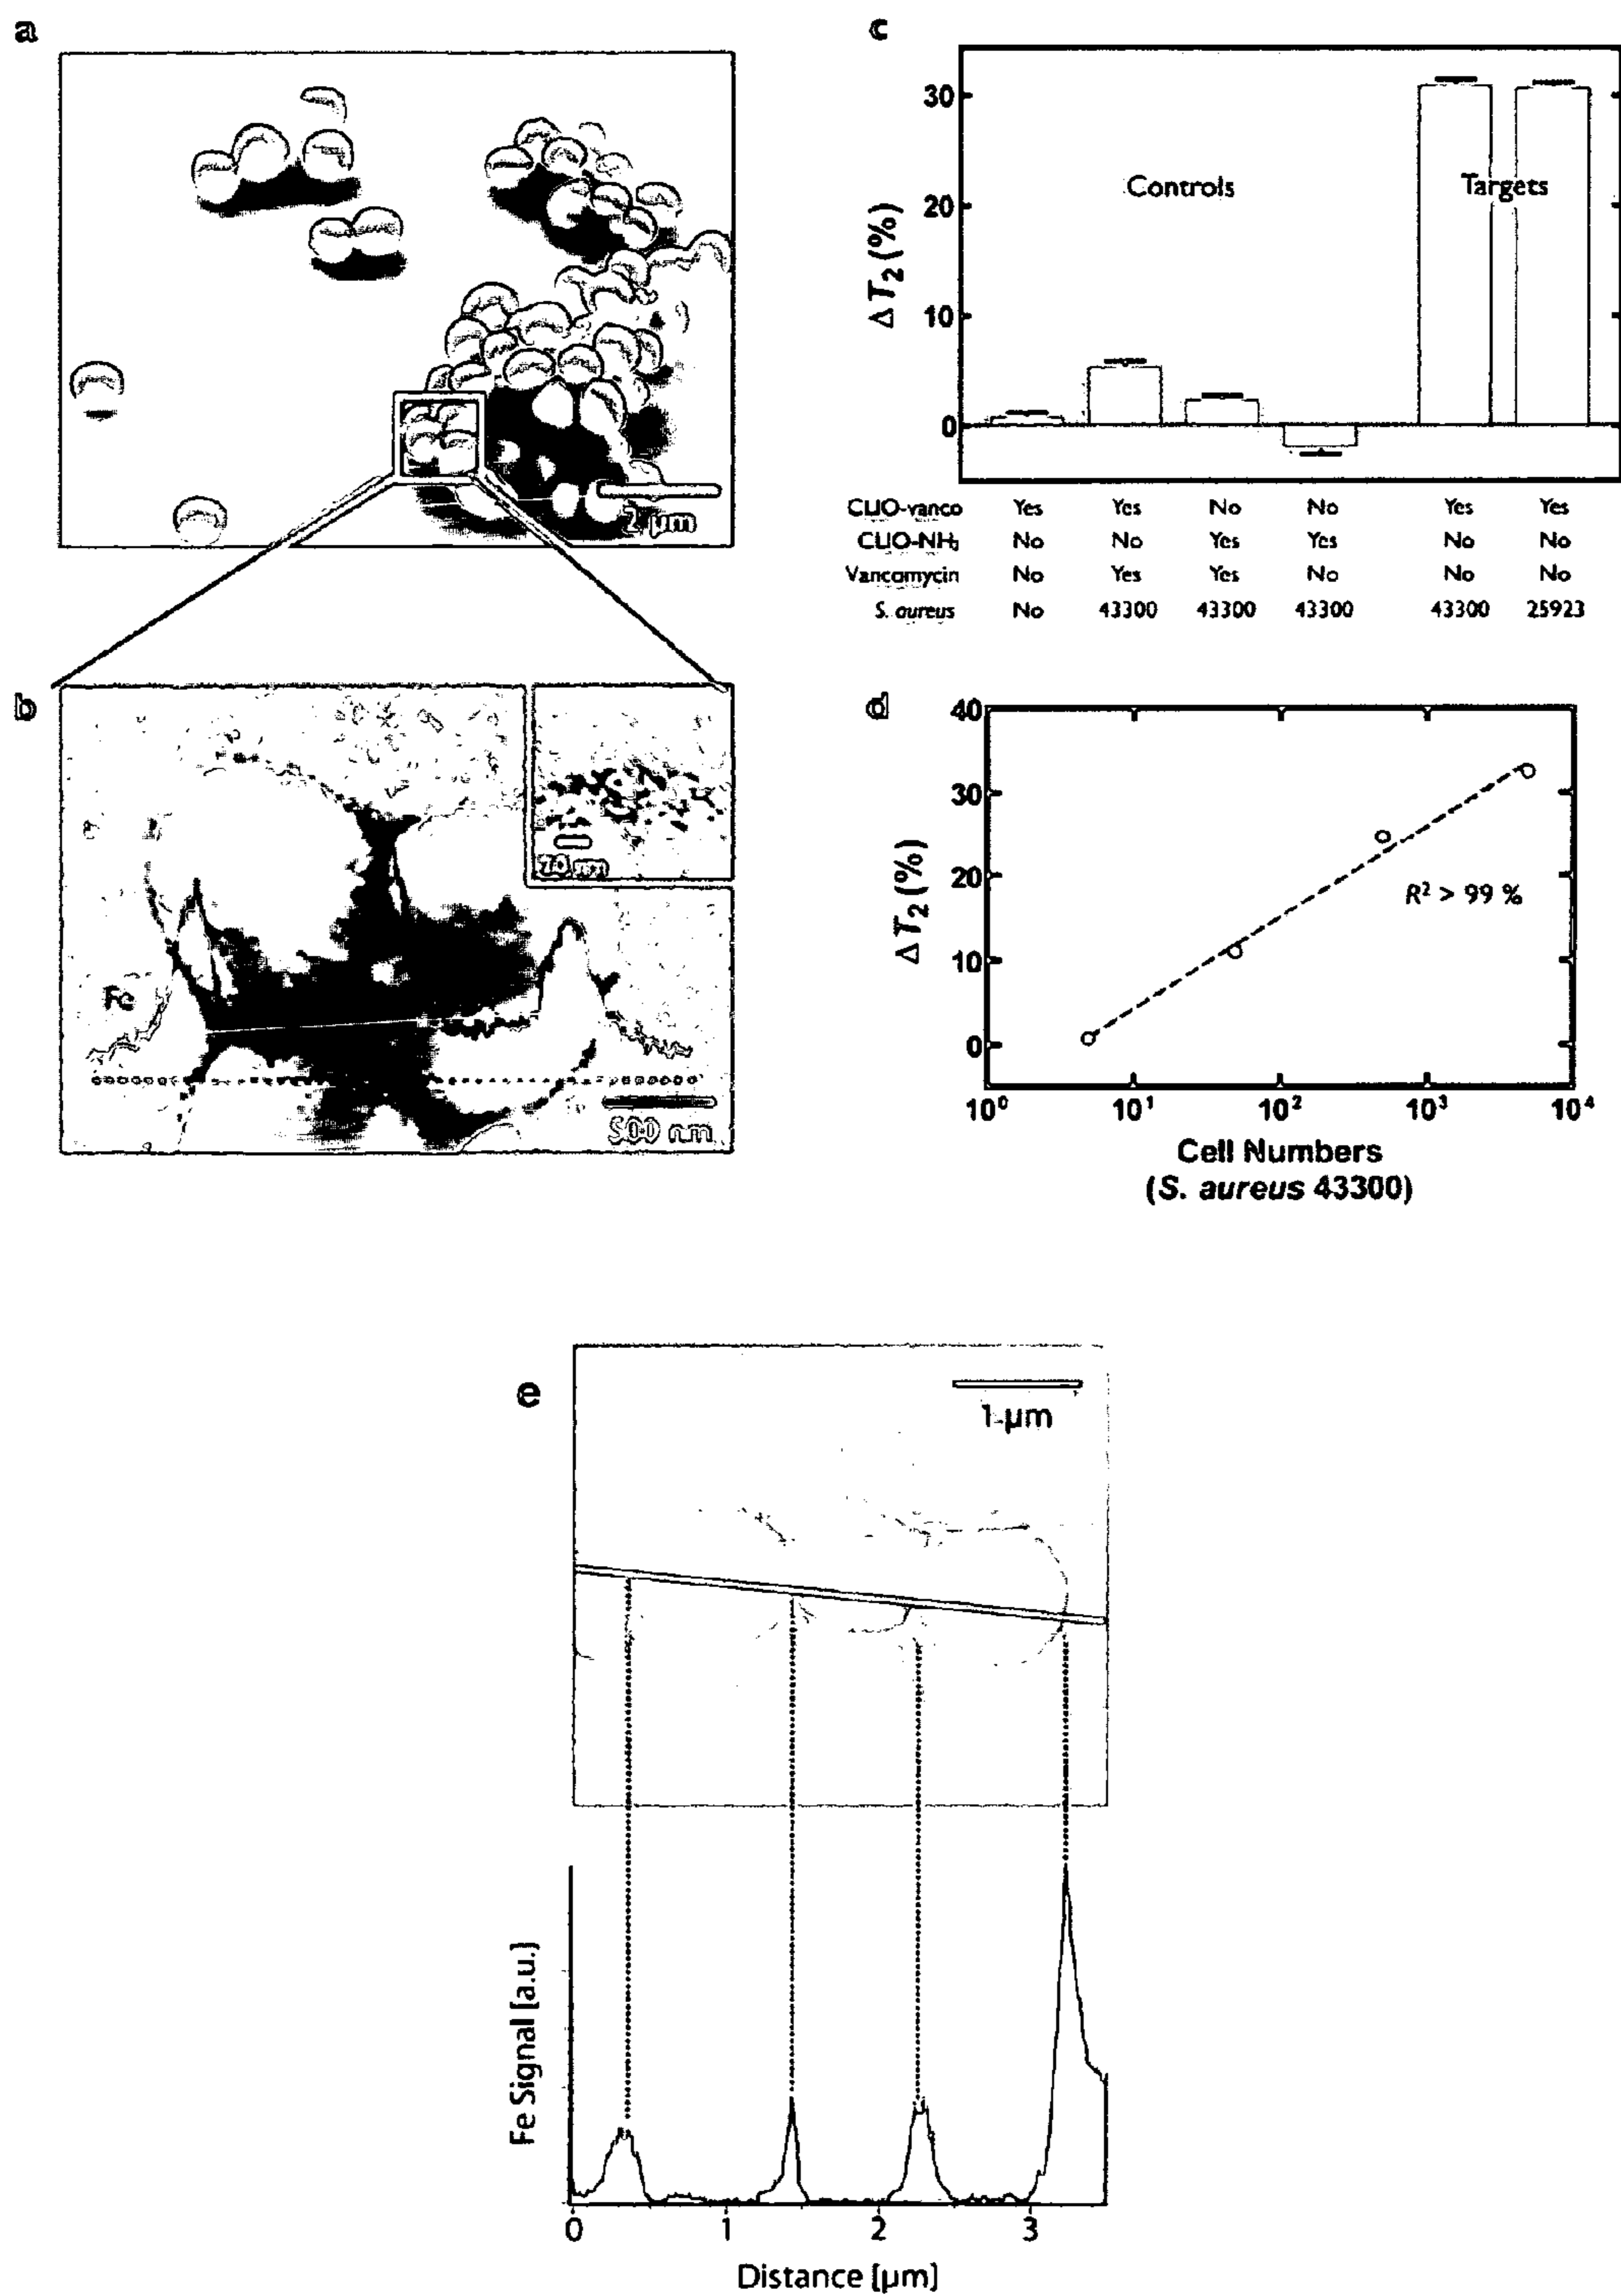 a
2 μm
b
Fe
20 nm
500 nm
c
ΔT2 (%)
30
20
10
0
Controls
Targets
CLIO-vanco Yes Yes No No Yes Yes
CLIO-NH₂ No No Yes Yes No No
Vancomycin No Yes Yes No No No
S. aureus No 43300 43300 43300 43300 25923
d
ΔT2 (%)
40
30
20
10
0
R² > 99 %
10⁰ 10¹ 10² 10³ 10⁴
Cell Numbers
(S. aureus 43300)
e
1 μm
Fe Signal [a.u.]
0 1 2 3
Distance [μm]